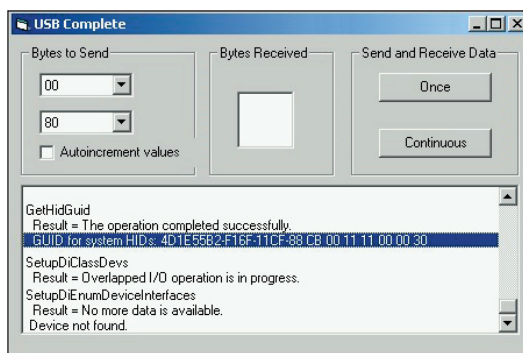 USB Complete
Bytes to Send
00
80
Autoincrement values
Bytes Received
Send and Receive Data
Once
Continuous
GetHidGuid
Result = The operation completed successfully.
GUID for system HIDs: 4D1E55B2-F16F-11CF-88 CB 00 11 11 00 00 30
SetupDiClassDevs
Result = Overlapped I/O operation is in progress.
SetupDiEnumDeviceInterfaces
Result = No more data is available.
Device not found.